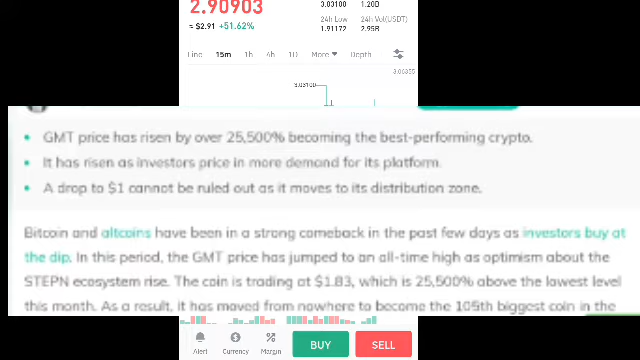 2.90903
≈ $2.91 +51.62%
3.03100 1.20B
24h Low 24h Vol(USDT)
1.91172 2.95B
Line 15m 1h 4h 1D More Depth
3.06355
3.03100
GMT price has risen by over 25,500% becoming the best-performing crypto.
It has risen as investors price in more demand for its platform.
A drop to $1 cannot be ruled out as it moves to its distribution zone.
Bitcoin and altcoins have been in a strong comeback in the past few days as investors buy at
the dip. In this period, the GMT price has jumped to an all-time high as optimism about the
STEPN ecosystem rise. The coin is trading at $1.83, which is 25,500% above the lowest level
this month. As a result, it has moved from nowhere to become the 105th biggest coin in the
Alert Currency Margin BUY SELL